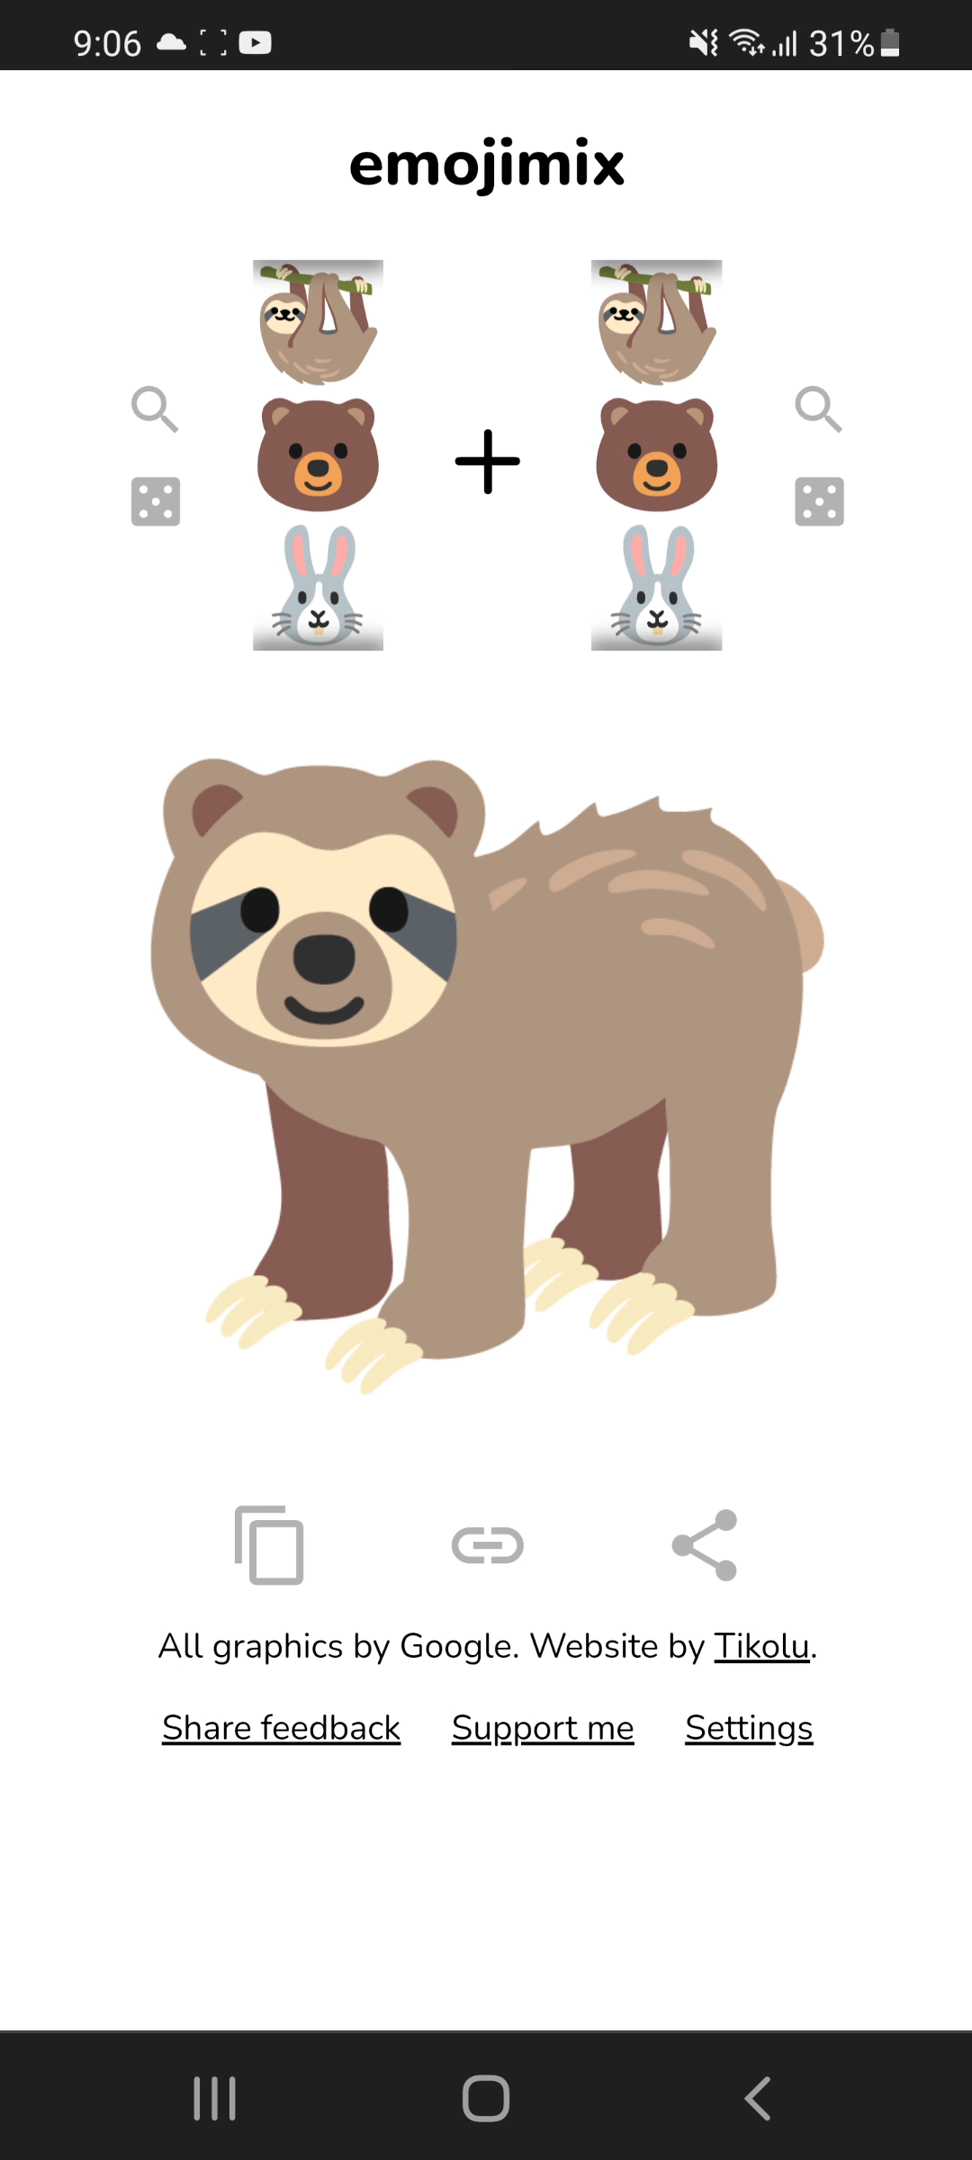 9:06 31%
emojimix
All graphics by Google. Website by Tikolu.
Share feedback Support me Settings